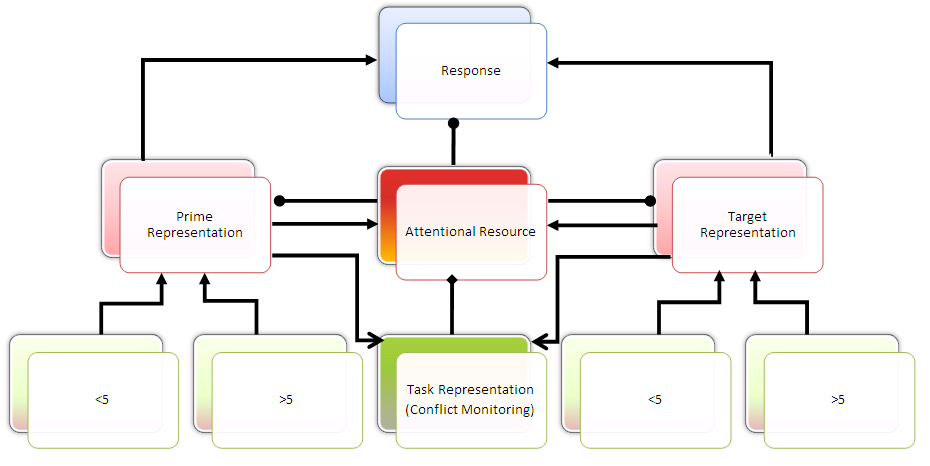 Response
Prime
Representation
Attentional Resource
Target
Representation
<5
>5
Task Representation
(Conflict Monitoring)
<5
>5